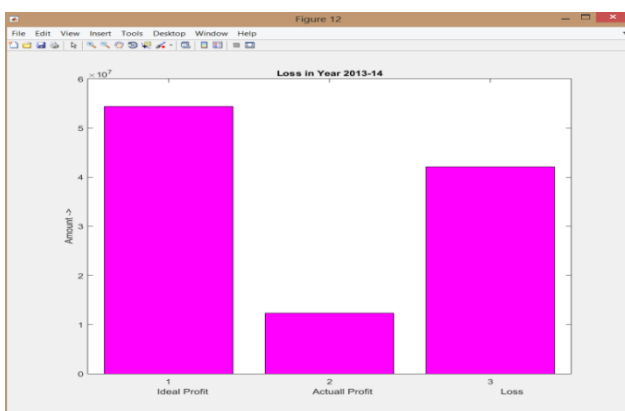 Figure 12
File Edit View Insert Tools Desktop Window Help
Loss in Year 2013-14
×10⁷
6
5
4
3
2
1
0
Amount ->
1 2 3
Ideal Profit Actuall Profit Loss